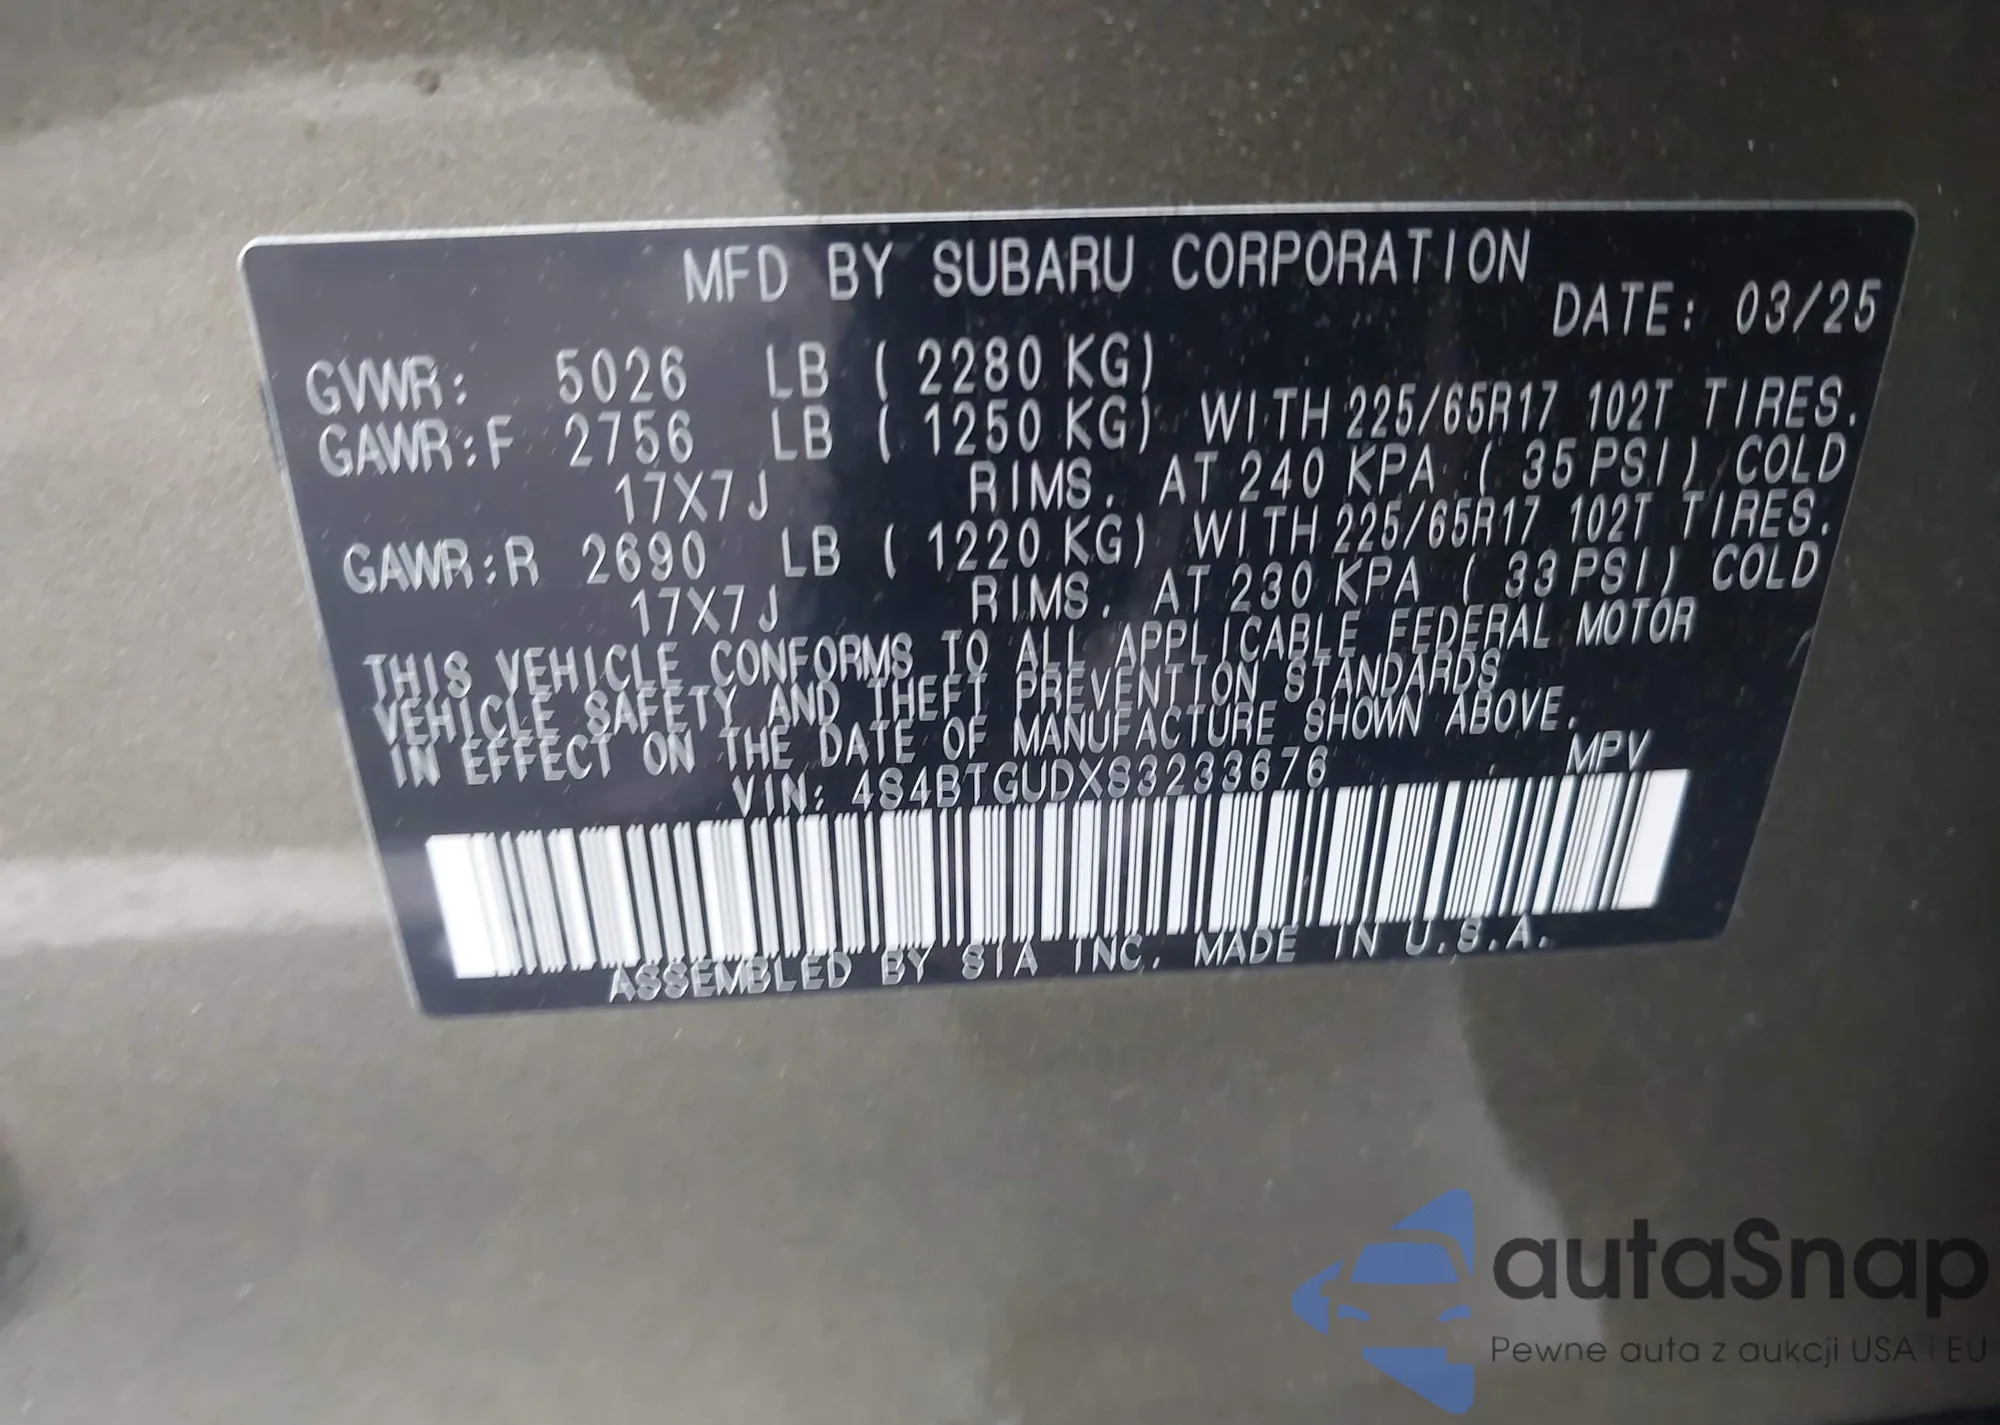 MFD BY SUBARU CORPORATION
DATE: 03/25
GVWR: 5026 LB ( 2280 KG)
GAWR:F 2756 LB ( 1250 KG) WITH 225/65R17 102T TIRES.
17X7J RIMS. AT 240 KPA ( 35 PSI) COLD
GAWR:R 2690 LB ( 1220 KG) WITH 225/65R17 102T TIRES.
17X7J RIMS. AT 230 KPA ( 33 PSI) COLD
THIS VEHICLE CONFORMS TO ALL APPLICABLE FEDERAL MOTOR
VEHICLE SAFETY AND THEFT PREVENTION STANDARDS
IN EFFECT ON THE DATE OF MANUFACTURE SHOWN ABOVE.
VIN: 4S4BTGUDXS3233676 MPV
ASSEMBLED BY SIA INC. MADE IN U.S.A.
autaSnap
Pewne auta z aukcji USA i EU